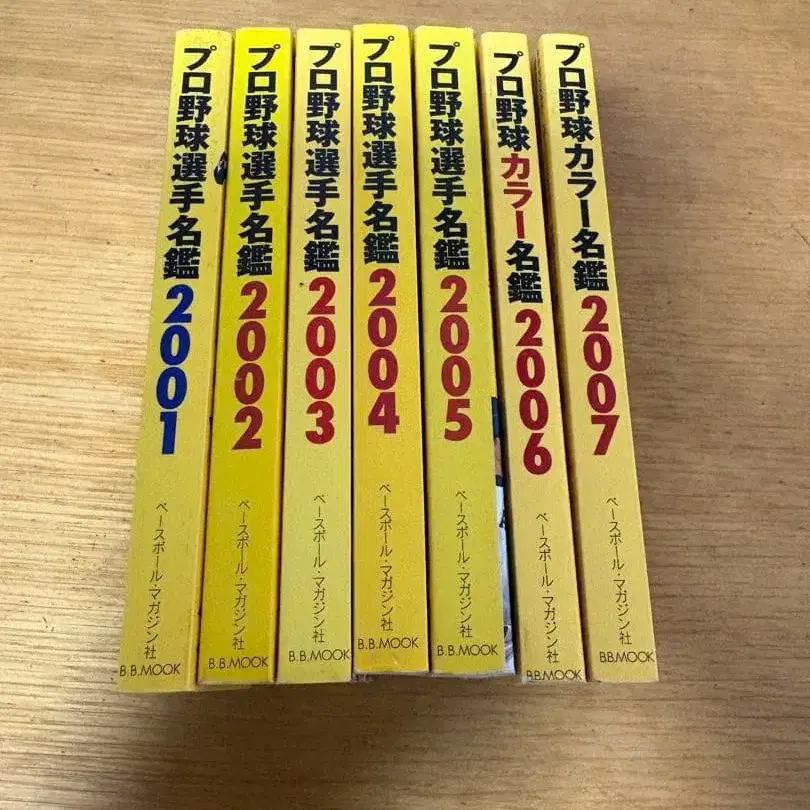 プロ野球選手名鑑2001
ベースボール・マガジン社
B.B.MOOK
プロ野球選手名鑑2002
ベースボール・マガジン社
B.B.MOOK
プロ野球選手名鑑2003
ベースボール・マガジン社
B.B.MOOK
プロ野球選手名鑑2004
ベースボール・マガジン社
B.B.MOOK
プロ野球選手名鑑2005
ベースボール・マガジン社
B.B.MOOK
プロ野球カラー名鑑2006
ベースボール・マガジン社
B.B.MOOK
プロ野球カラー名鑑2007
ベースボール・マガジン社
B.B.MOOK